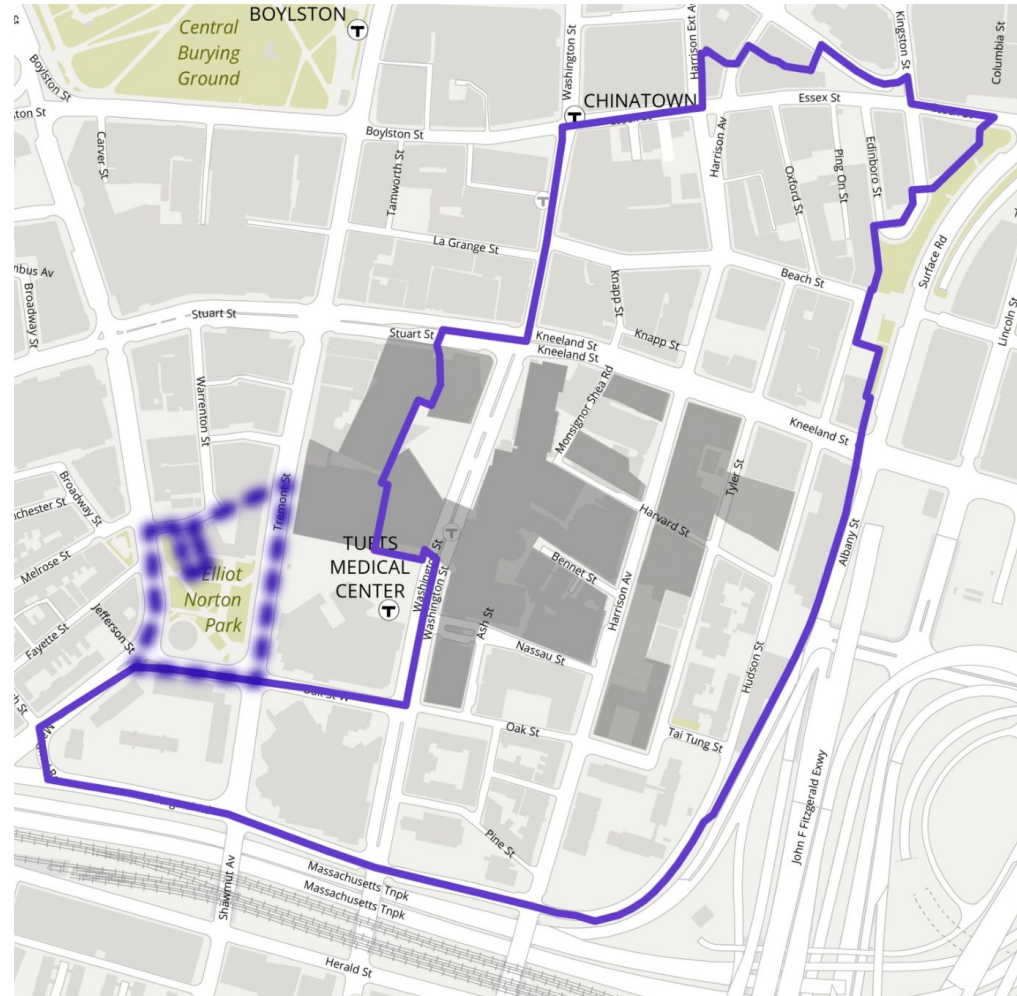 BOYLSTON
Central
Burying
Ground
Boylston St
Boylston St
Carver St
Tamworth St
Washington St
Harrison Ext Av
Kingston St
Columbia St
CHINATOWN
Essex St
Harrison Av
Oxford St
Ping On St
Edinboro St
La Grange St
Beach St
Surface Rd
Lincoln St
Knapp St
Knapp St
Broadway St
Stuart St
Stuart St
Kneeland St
Kneeland St
Kneeland St
Warrenton St
Monsignor Shea Rd
Tyler St
Harvard St
Broadway St
Melrose St
Fayette St
Jefferson St
Tremont St
Elliot
Norton
Park
TUFTS
MEDICAL
CENTER
Washington St
Washington St
Ash St
Bennet St
Nassau St
Harrison Av
Albany St
Hudson St
Oak St W
Oak St
Tai Tung St
Pine St
John F Fitzgerald Exwy
Shawmut Av
Massachusetts Tnpk
Massachusetts Tnpk
Herald St